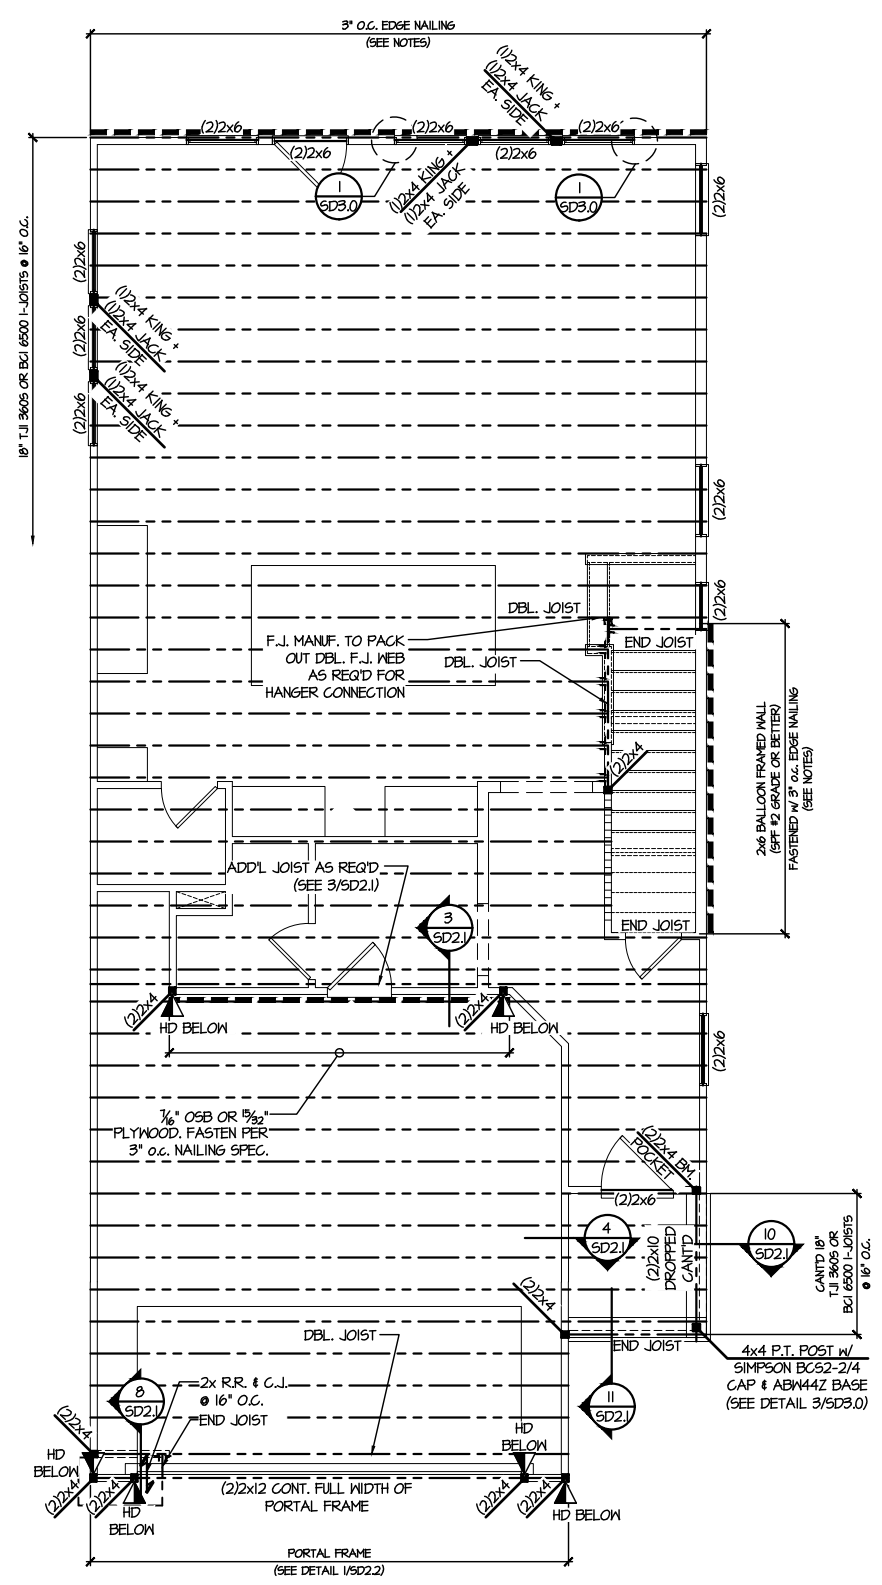 3" O.C. EDGE NAILING
(SEE NOTES)
(1)2x4 KING +
(1)2x4 JACK
EA. SIDE
(2)2x6
(2)2x6
(2)2x6
(2)2x6
(2)2x6
(1)2x4 KING +
(1)2x4 JACK
EA. SIDE
1
SD3.0
1
SD3.0
(2)2x6
18" TJI 360S OR BCI 6500 I-JOISTS @ 16" O.C.
(2)2x6
(1)2x4 KING +
(1)2x4 JACK
EA. SIDE
(2)2x6
(1)2x4 KING +
(1)2x4 JACK
EA. SIDE
(2)2x6
(2)2x6
(2)2x6
DBL. JOIST
F.J. MANUF. TO PACK
OUT DBL. F.J. WEB
AS REQ'D FOR
HANGER CONNECTION
DBL. JOIST
END JOIST
(2)2x4
2x6 BALLOON FRAMED WALL
(SPF #2 GRADE OR BETTER)
FASTENED W/ 3" O.C. EDGE NAILING
(SEE NOTES)
ADD'L JOIST AS REQ'D
(SEE 3/SD2.1)
3
SD2.1
END JOIST
(2)2x4
HD BELOW
(2)2x4
HD BELOW
(2)2x6
7/16" OSB OR 15/32"
PLYWOOD. FASTEN PER
3" O.C. NAILING SPEC.
(2)2x4 BM.
POCKET
(2)2x6
4
SD2.1
(2)2x10
DROPPED
CANT'D
10
SD2.1
CANT'D 18"
TJI 360S OR
BCI 6500 I-JOISTS
@ 16" O.C.
(2)2x4
DBL. JOIST
END JOIST
4x4 P.T. POST W/
SIMPSON BCS2-2/4
CAP & ABW44Z BASE
(SEE DETAIL 3/SD3.0)
8
SD2.1
2x R.R. & C.J.
@ 16" O.C.
END JOIST
11
SD2.1
(2)2x4
HD
BELOW
HD
BELOW
(2)2x4
(2)2x4
HD
BELOW
(2)2x12 CONT. FULL WIDTH OF
PORTAL FRAME
(2)2x4
(2)2x4
HD BELOW
PORTAL FRAME
(SEE DETAIL 1/SD2.2)